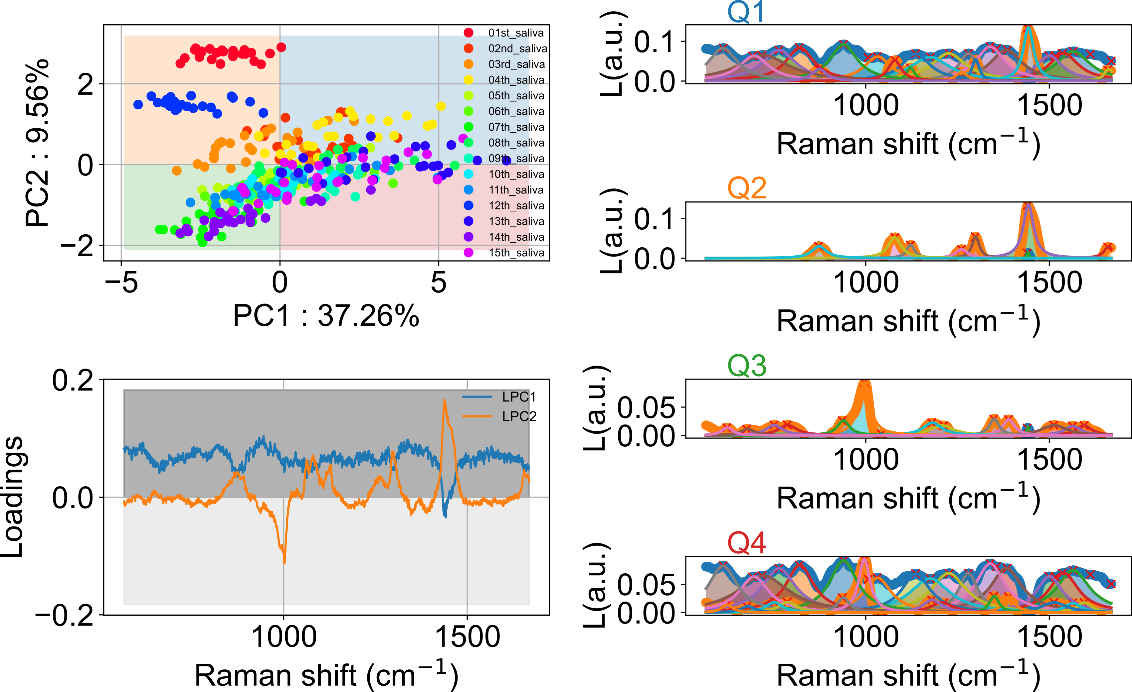 PC2 : 9.56%
2
0
−2
−5
0
5
PC1 : 37.26%
01st_saliva
02nd_saliva
03rd_saliva
04th_saliva
05th_saliva
06th_saliva
07th_saliva
08th_saliva
09th_saliva
10th_saliva
11th_saliva
12th_saliva
13th_saliva
14th_saliva
15th_saliva
Loadings
0.2
0.0
−0.2
LPC1
LPC2
1000
1500
Raman shift (cm⁻¹)
Q1
L(a.u.)
0.1
0.0
1000
1500
Raman shift (cm⁻¹)
Q2
L(a.u.)
0.1
0.0
1000
1500
Raman shift (cm⁻¹)
Q3
L(a.u.)
0.05
0.00
1000
1500
Raman shift (cm⁻¹)
Q4
L(a.u.)
0.05
0.00
1000
1500
Raman shift (cm⁻¹)